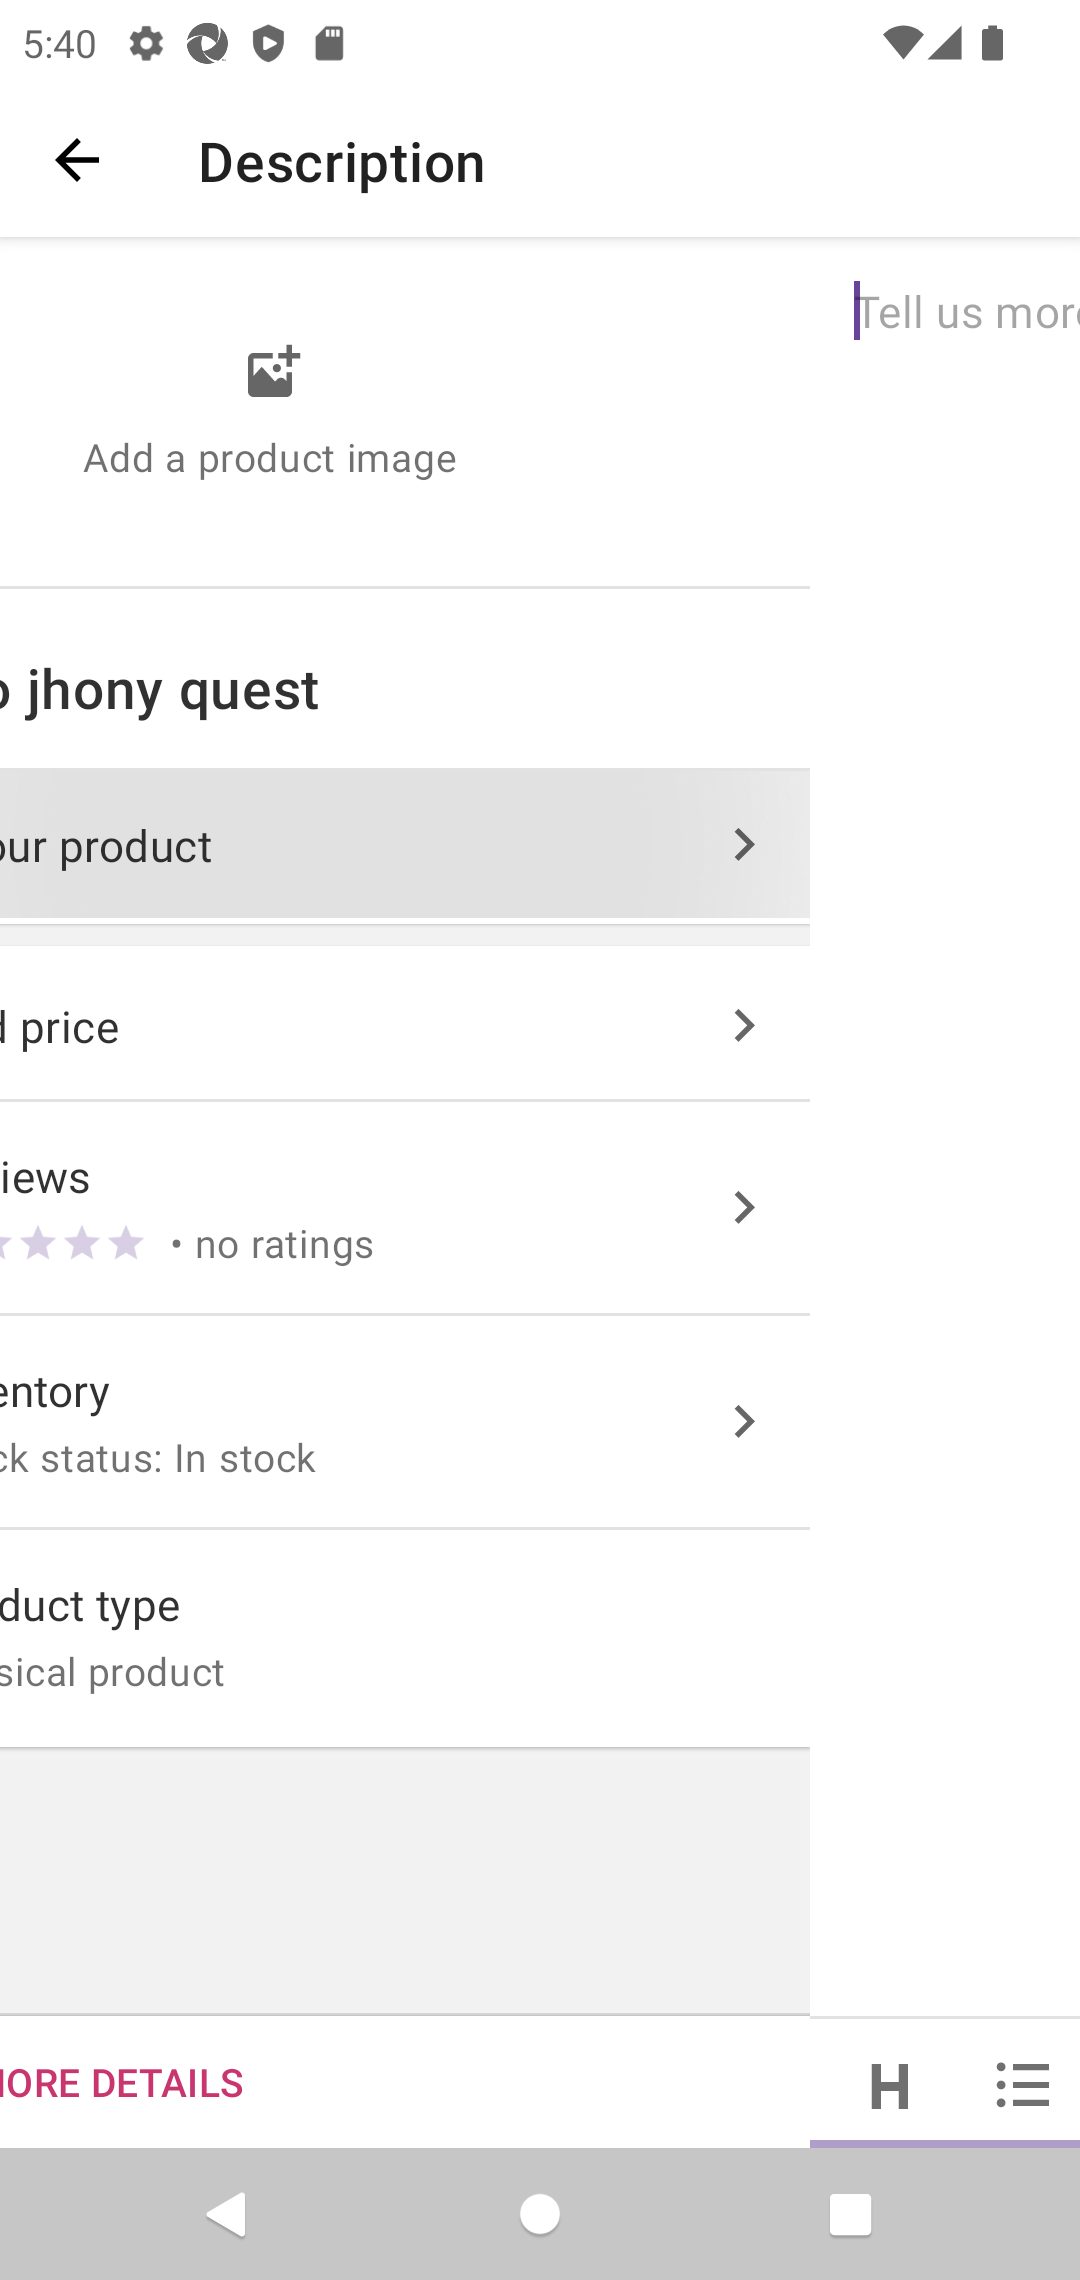 5:40
Description
Tell us more
Add a product image
o jhony quest
our product
d price
iews
• no ratings
entory
ck status: In stock
duct type
sical product
MORE DETAILS
H